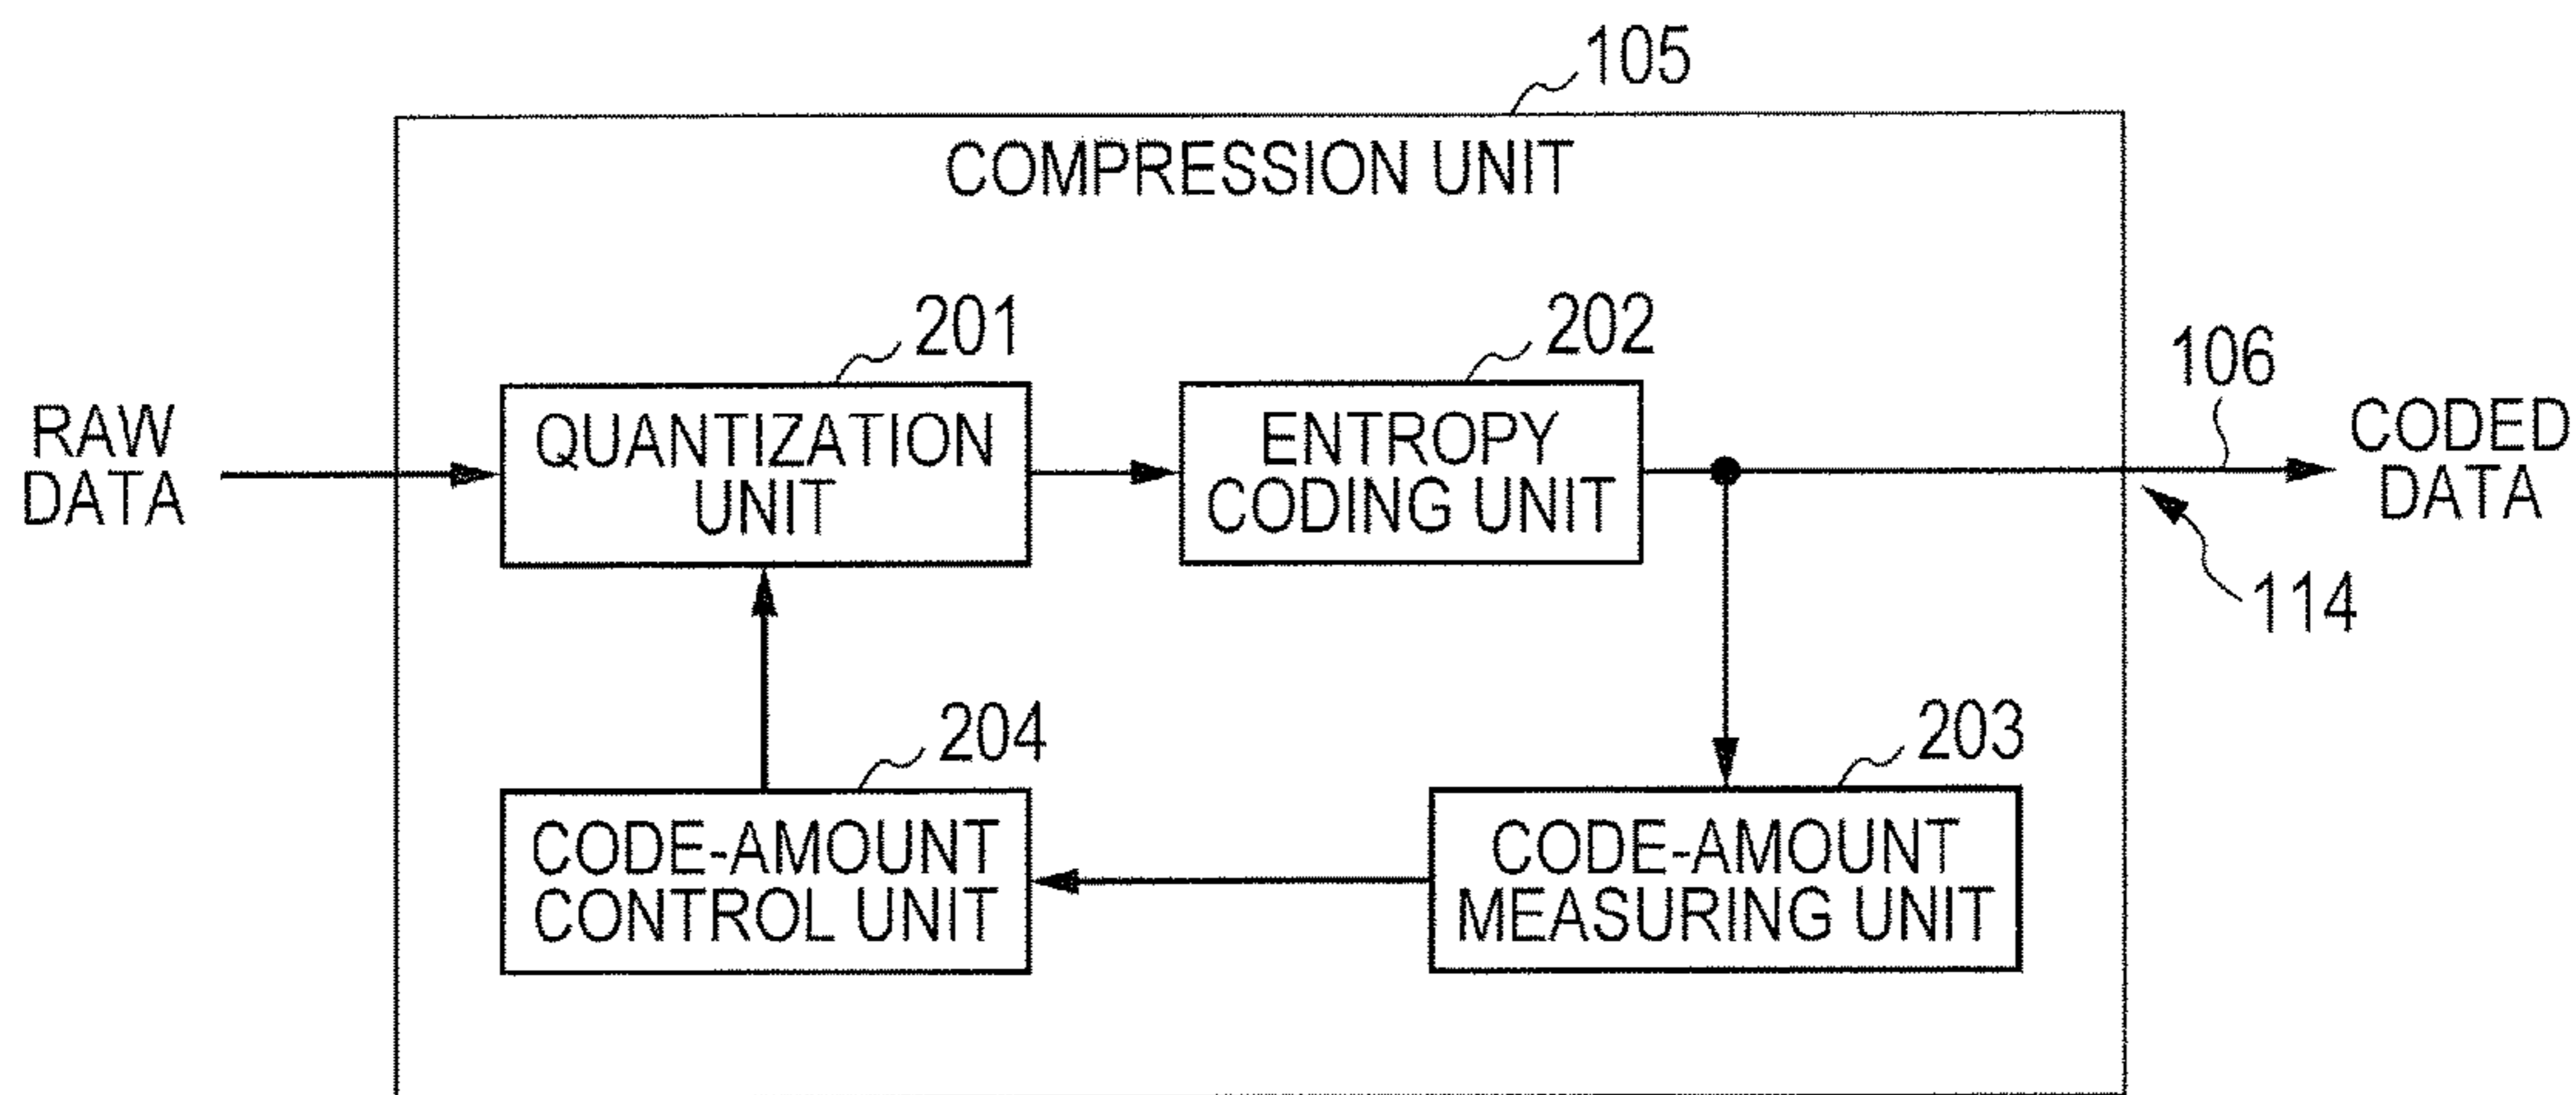 105
COMPRESSION UNIT
201
202
106
RAW
DATA
QUANTIZATION
UNIT
ENTROPY
CODING UNIT
CODED
DATA
114
204
203
CODE-AMOUNT
CONTROL UNIT
CODE-AMOUNT
MEASURING UNIT